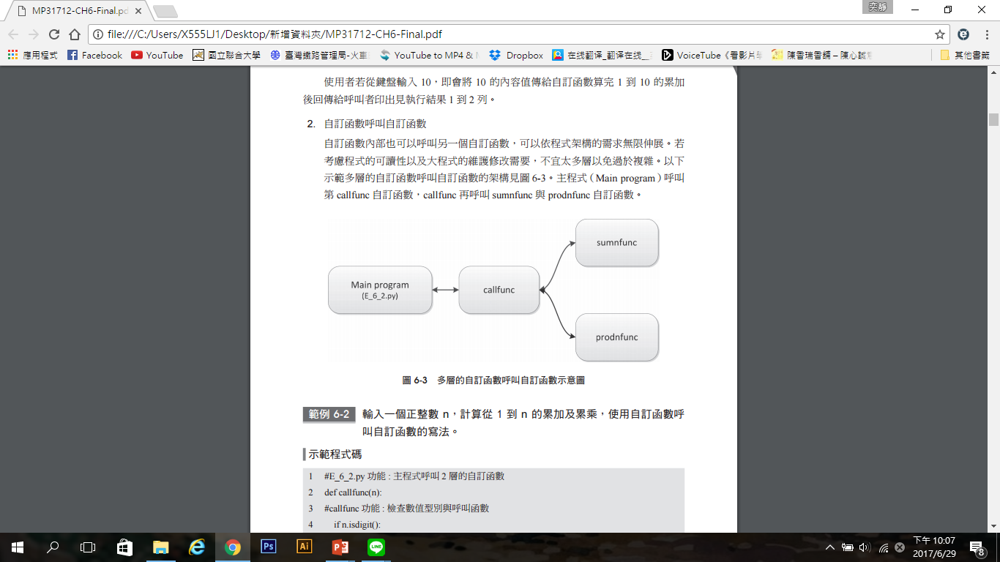 MP31712-CH6-Final.pd
奕靜
file:///C:/Users/X555LJ1/Desktop/新增資料夾/MP31712-CH6-Final.pdf
應用程式 Facebook YouTube 國立聯合大學 臺灣鐵路管理局-火車 YouTube to MP4 & Dropbox 在线翻译_翻译在线_ VoiceTube《看影片學 陳香瑞香鋪 – 陳心誠 其他書籤
使用者若從鍵盤輸入 10，即會將 10 的內容值傳給自訂函數算完 1 到 10 的累加
後回傳給呼叫者印出見執行結果 1 到 2 列。
2. 自訂函數呼叫自訂函數
自訂函數內部也可以呼叫另一個自訂函數，可以依程式架構的需求無限伸展。若
考慮程式的可讀性以及大程式的維護修改需要，不宜太多層以免過於複雜。以下
示範多層的自訂函數呼叫自訂函數的架構見圖 6-3。主程式（Main program）呼叫
第 callfunc 自訂函數，callfunc 再呼叫 sumnfunc 與 prodnfunc 自訂函數。
sumnfunc
Main program
(E_6_2.py)
callfunc
prodnfunc
圖 6-3 多層的自訂函數呼叫自訂函數示意圖
範例 6-2 輸入一個正整數 n，計算從 1 到 n 的累加及累乘，使用自訂函數呼
叫自訂函數的寫法。
示範程式碼
1 #E_6_2.py 功能 : 主程式呼叫 2 層的自訂函數
2 def callfunc(n):
3 #callfunc 功能 : 檢查數值型別與呼叫函數
4 if n.isdigit():
Ps
Ai
LINE
下午 10:07
2017/6/29
8